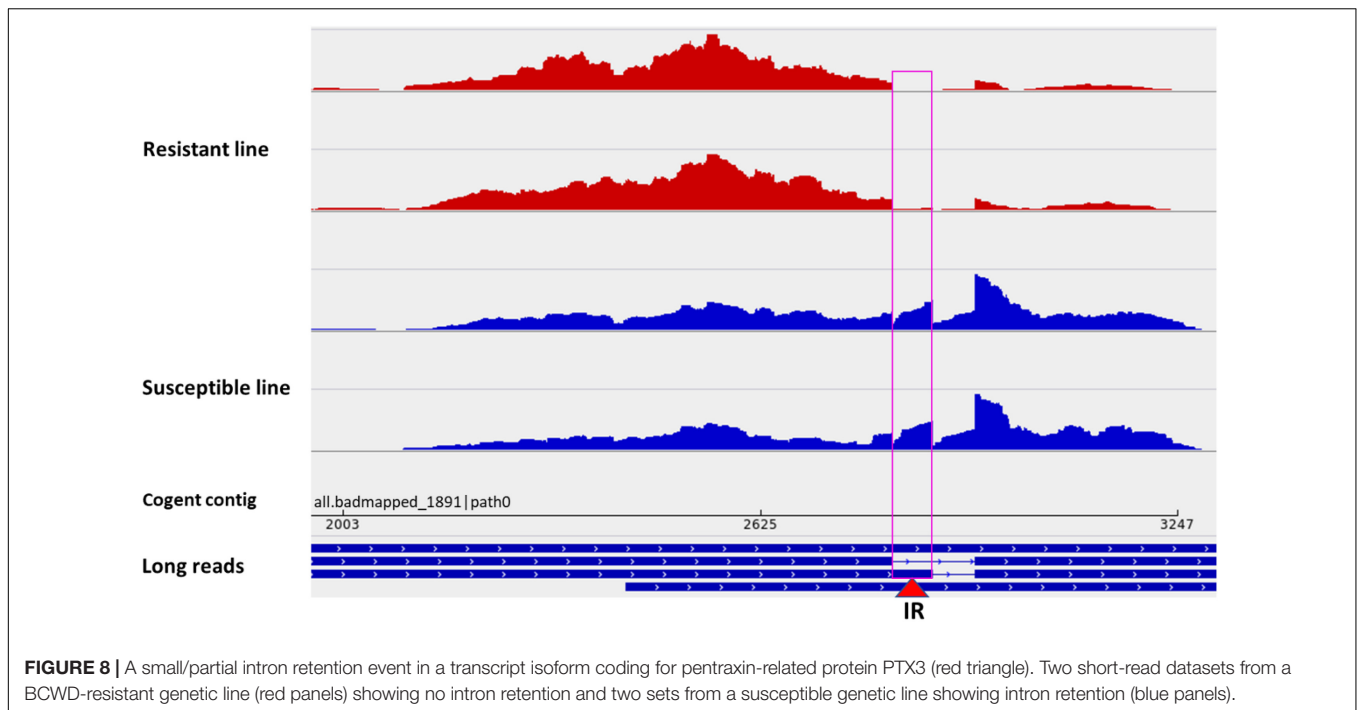 Resistant line
Susceptible line
Cogent contig
all.badmapped_1891|path0
2003 2625 3247
Long reads
IR
FIGURE 8 | A small/partial intron retention event in a transcript isoform coding for pentraxin-related protein PTX3 (red triangle). Two short-read datasets from a
BCWD-resistant genetic line (red panels) showing no intron retention and two sets from a susceptible genetic line showing intron retention (blue panels).